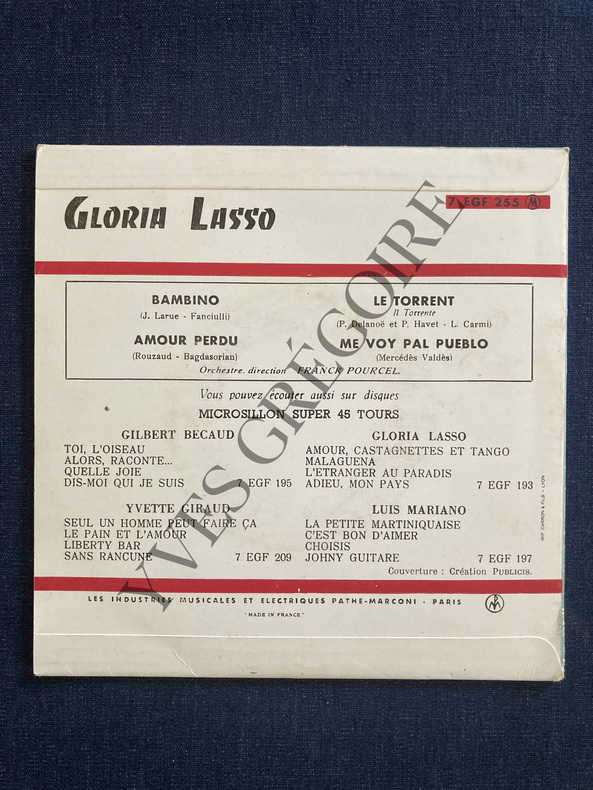 GLORIA LASSO
7 EGF 255 M
BAMBINO
(J. Larue - Fanciulli)
AMOUR PERDU
(Rouzaud - Bagdasorian)
LE TORRENT
Il Torrente
(P. Delanoë et P. Havet - L. Carmi)
ME VOY PAL PUEBLO
(Mercédès Valdès)
Orchestre, direction FRANCK POURCEL.
Vous pouvez écouter aussi sur disques
MICROSILLON SUPER 45 TOURS
GILBERT BECAUD
TOI, L'OISEAU
ALORS, RACONTE...
QUELLE JOIE
DIS-MOI QUI JE SUIS 7 EGF 195
GLORIA LASSO
AMOUR, CASTAGNETTES ET TANGO
MALAGUENA
L'ETRANGER AU PARADIS
ADIEU, MON PAYS 7 EGF 193
YVETTE GIRAUD
SEUL UN HOMME PEUT FAIRE ÇA
LE PAIN ET L'AMOUR
LIBERTY BAR
SANS RANCUNE 7 EGF 209
LUIS MARIANO
LA PETITE MARTINIQUAISE
C'EST BON D'AIMER
CHOISIS
JOHNY GUITARE 7 EGF 197
Couverture : Création PUBLICIS.
IMP. CARRON & FILS - LYON
LES INDUSTRIES MUSICALES ET ELECTRIQUES PATHE-MARCONI - PARIS
"MADE IN FRANCE"
YVES GRÉGOIRE